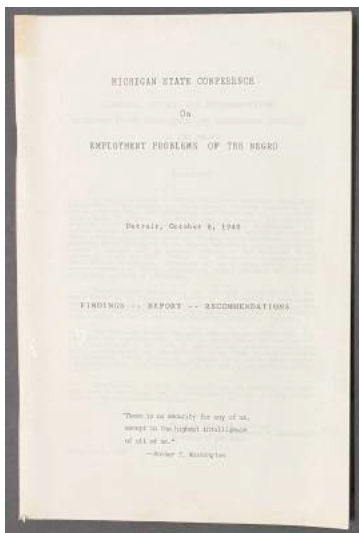 MICHIGAN STATE CONFERENCE
On
EMPLOYMENT PROBLEMS OF THE NEGRO
Detroit, October 8, 1940
FINDINGS -- REPORT -- RECOMMENDATIONS
"There is no security for any of us,
except in the highest intelligence
of all of us."
--Booker T. Washington